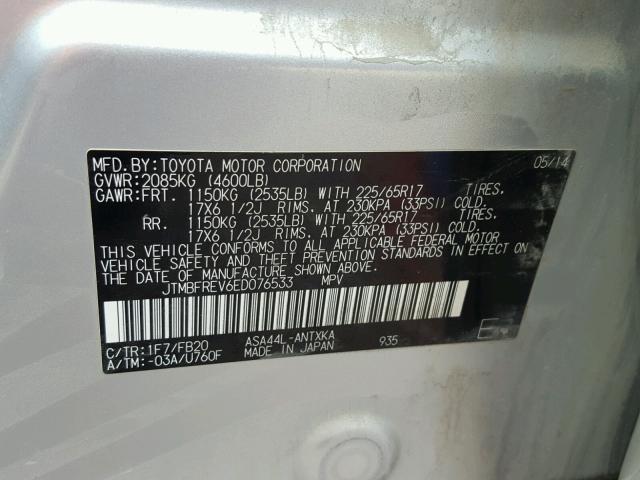 MFD. BY: TOYOTA MOTOR CORPORATION 05/14
GVWR: 2085KG (4600LB)
GAWR: FRT. 1150KG (2535LB) WITH 225/65R17 TIRES.
17X6 1/2J RIMS. AT 230KPA (33PSI) COLD.
RR. 1150KG (2535LB) WITH 225/65R17 TIRES.
17X6 1/2J RIMS. AT 230KPA (33PSI) COLD.
THIS VEHICLE CONFORMS TO ALL APPLICABLE FEDERAL MOTOR
VEHICLE SAFETY AND THEFT PREVENTION STANDARDS IN EFFECT ON
THE DATE OF MANUFACTURE SHOWN ABOVE.
JTMBFREV6ED076533 MPV
C/TR: 1F7/FB20 ASA44L-ANTXKA 935
A/TM: -03A/U760F MADE IN JAPAN